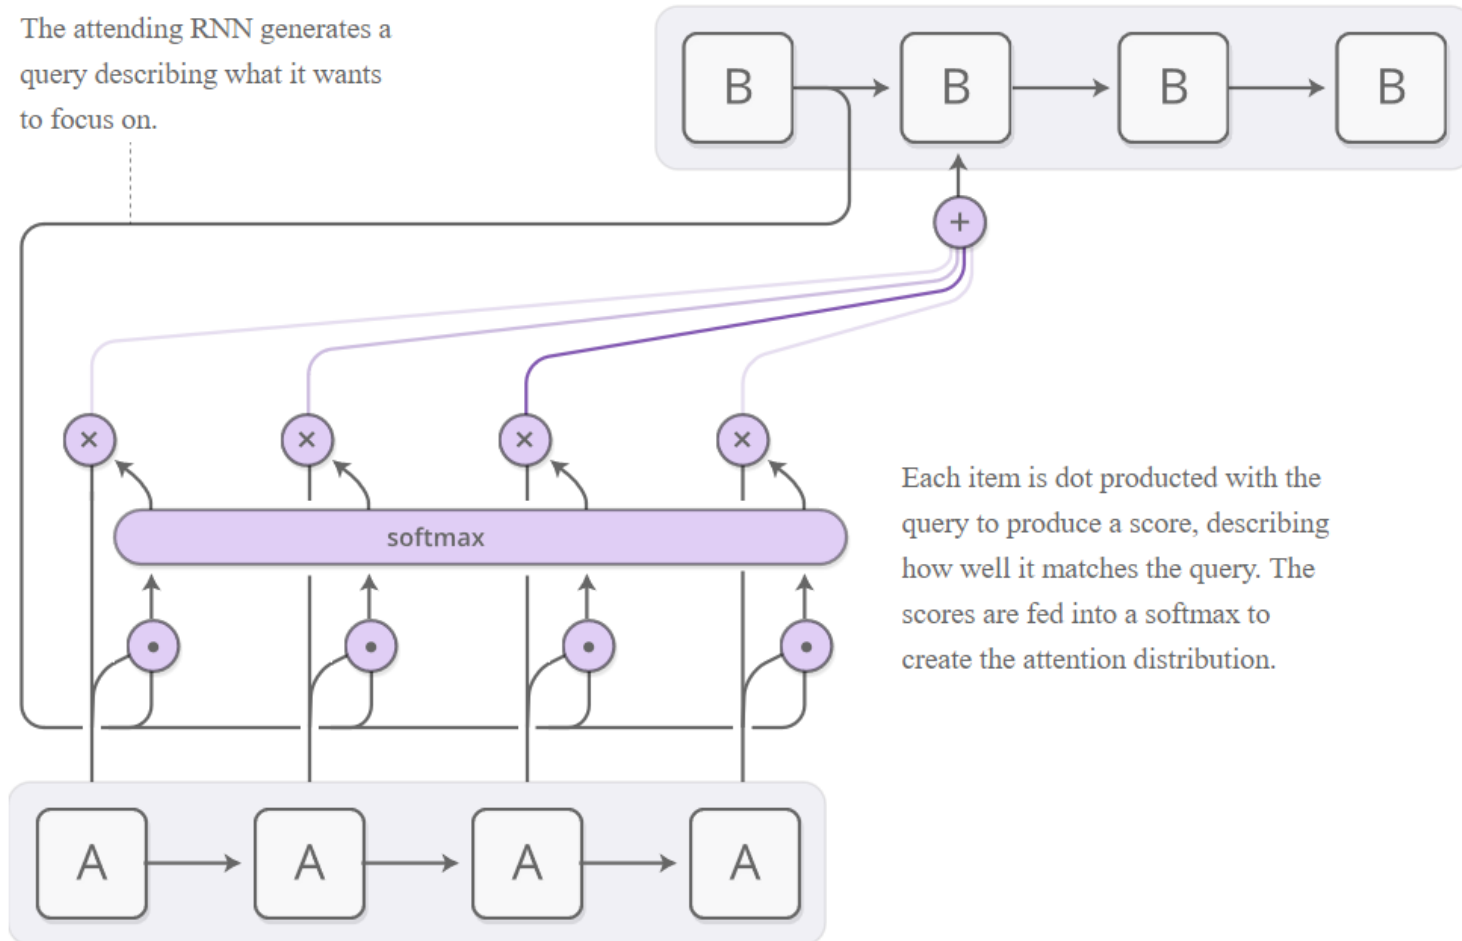 The attending RNN generates a
query describing what it wants
to focus on.
B B B B
+
× × × ×
softmax
Each item is dot producted with the
query to produce a score, describing
how well it matches the query. The
scores are fed into a softmax to
create the attention distribution.
• • • •
A A A A